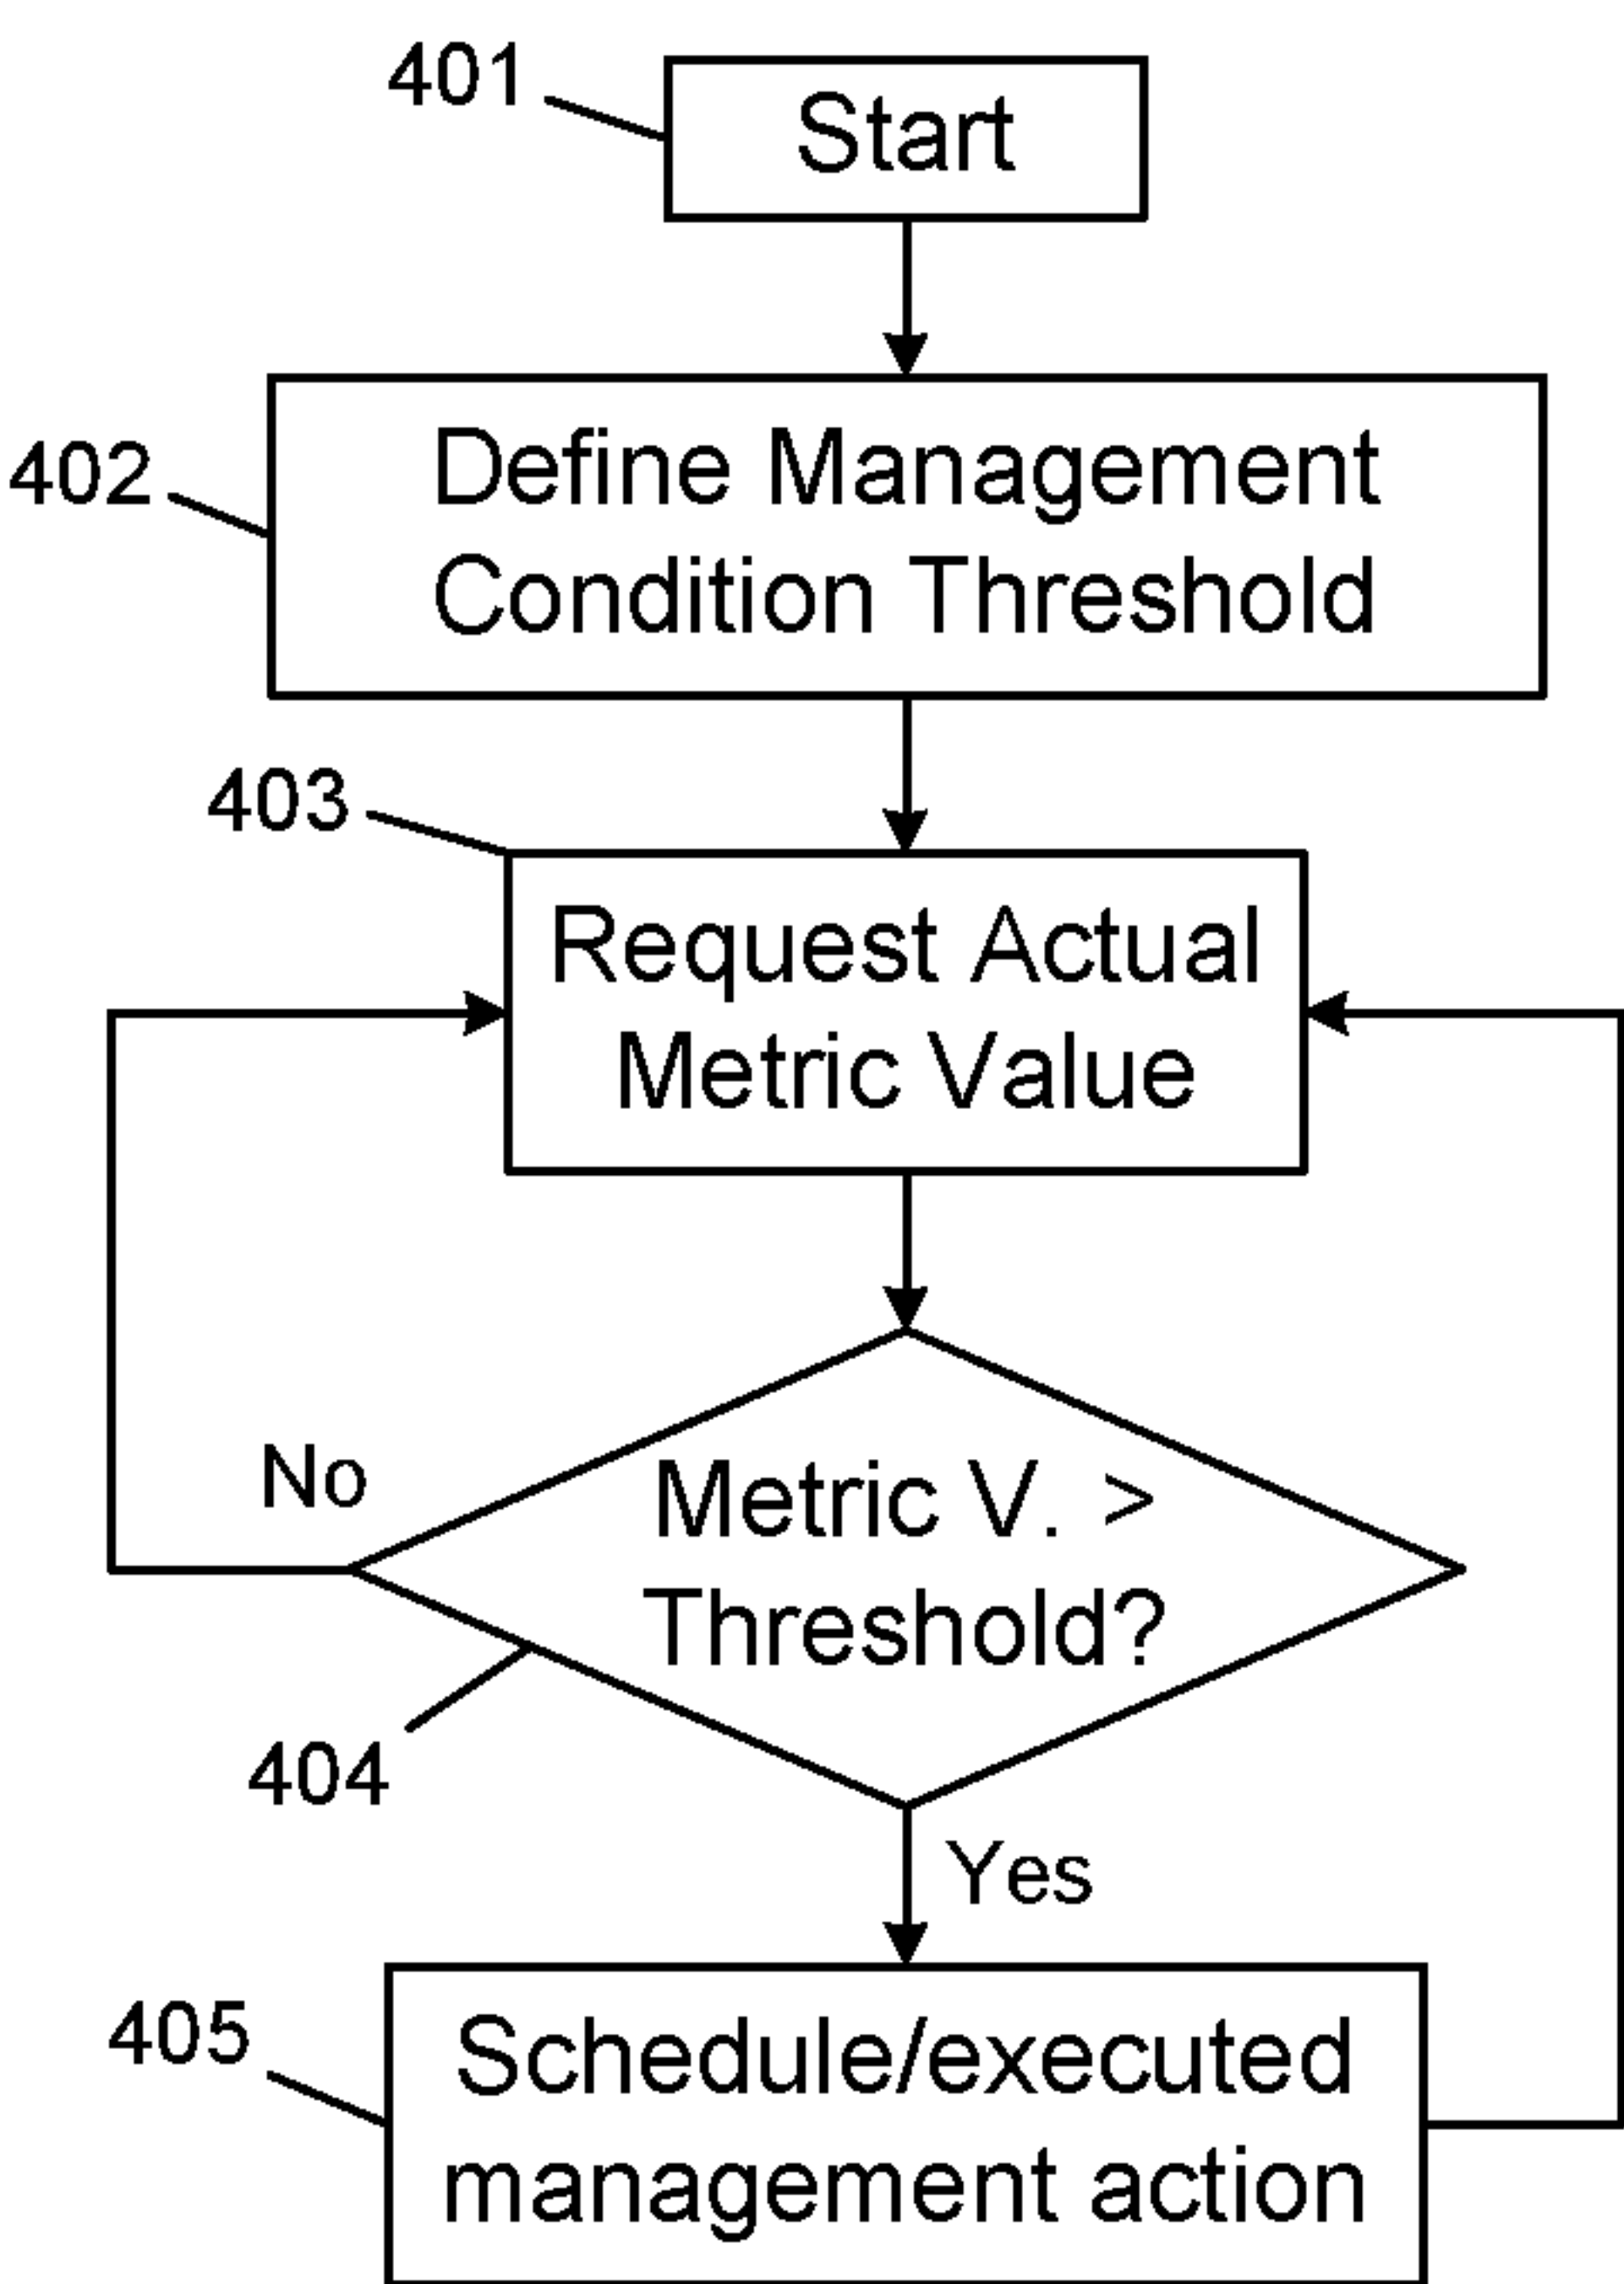 401
Start
402
Define Management
Condition Threshold
403
Request Actual
Metric Value
No
Metric V. >
Threshold?
404
Yes
405
Schedule/executed
management action